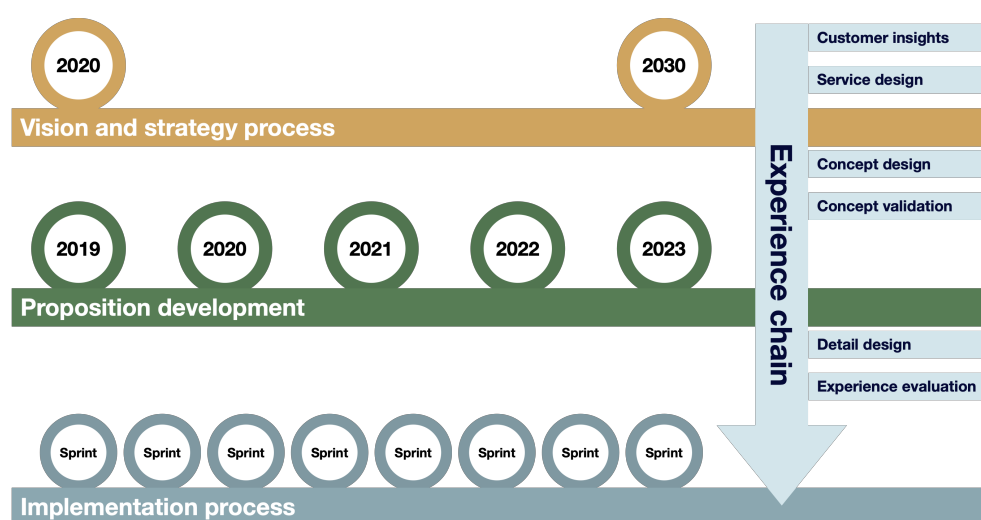 2020
2030
Vision and strategy process
2019
2020
2021
2022
2023
Proposition development
Sprint
Sprint
Sprint
Sprint
Sprint
Sprint
Sprint
Sprint
Implementation process
Experience chain
Customer insights
Service design
Concept design
Concept validation
Detail design
Experience evaluation